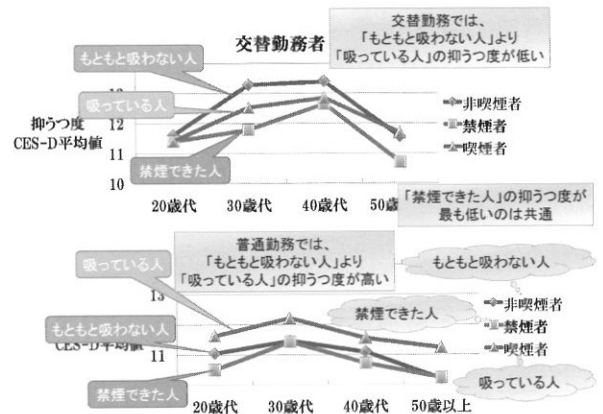 交替勤務者
交替勤務では、
「もともと吸わない人」より
「吸っている人」の抑うつ度が低い
もともと吸わない人
吸っている人
禁煙できた人
抑うつ度
CES-D平均値
13
12
11
10
非喫煙者
禁煙者
喫煙者
20歳代
30歳代
40歳代
50歳
「禁煙できた人」の抑うつ度が
最も低いのは共通
普通勤務では、
「もともと吸わない人」より
「吸っている人」の抑うつ度が高い
吸っている人
もともと吸わない人
禁煙できた人
もともと吸わない人
禁煙できた人
吸っている人
CES-D平均値
13
11
非喫煙者
禁煙者
喫煙者
20歳代
30歳代
40歳代
50歳以上